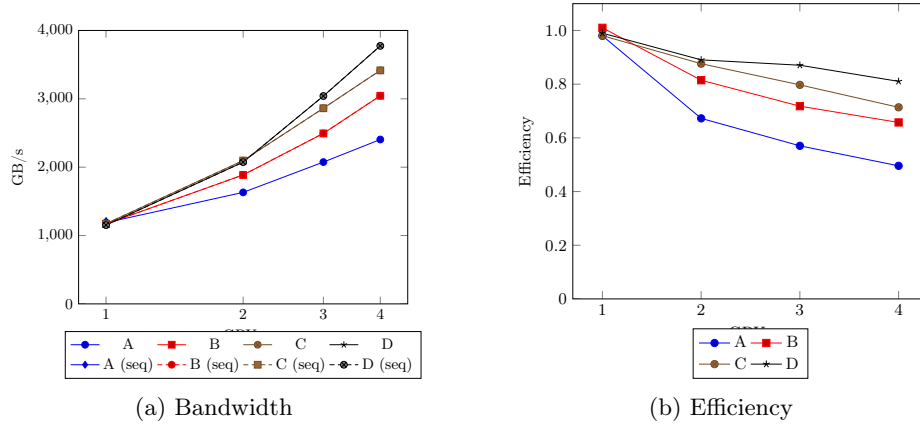 4,000
3,000
2,000
1,000
0
GB/s
1 2 3 4
A B C D
A (seq) B (seq) C (seq) D (seq)
(a) Bandwidth
1.0
0.8
0.6
0.4
0.2
0
Efficiency
1 2 3 4
A B
C D
(b) Efficiency